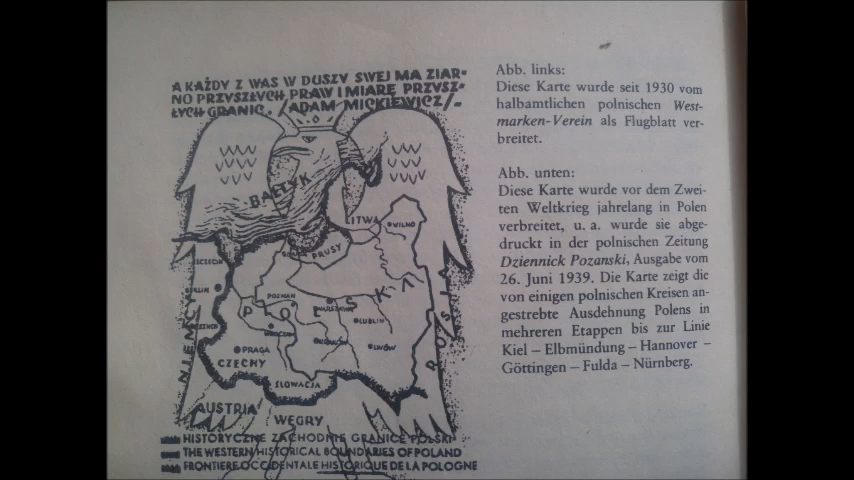 A KAŻDY Z WAS W DUSZY SWEJ MA ZIAR-
NO PRZYSZŁYCH PRAW I MIARĘ PRZYSZ-
ŁYCH GRANIC. /ADAM MICKIEWICZ/-
BAŁTYK
LITWA
WILNO
PRUSY
SZCZECIN
BERLIN
POZNAŃ
POLSKA
WARSZAWA
WROCŁAW
LUBLIN
KRAKÓW
LWÓW
PRAGA
CZECHY
SŁOWACJA
NIEMCY
ROSJA
AUSTRIA
WĘGRY
HISTORYCZNE ZACHODNIE GRANICE POLSKI
THE WESTERN HISTORICAL BOUNDARIES OF POLAND
FRONTIERE OCCIDENTALE HISTORIQUE DE LA POLOGNE
Abb. links:
Diese Karte wurde seit 1930 vom
halbamtlichen polnischen West-
marken-Verein als Flugblatt ver-
breitet.
Abb. unten:
Diese Karte wurde vor dem Zwei-
ten Weltkrieg jahrelang in Polen
verbreitet, u. a. wurde sie abge-
druckt in der polnischen Zeitung
Dziennick Pozanski, Ausgabe vom
26. Juni 1939. Die Karte zeigt die
von einigen polnischen Kreisen an-
gestrebte Ausdehnung Polens in
mehreren Etappen bis zur Linie
Kiel – Elbmündung – Hannover –
Göttingen – Fulda – Nürnberg.